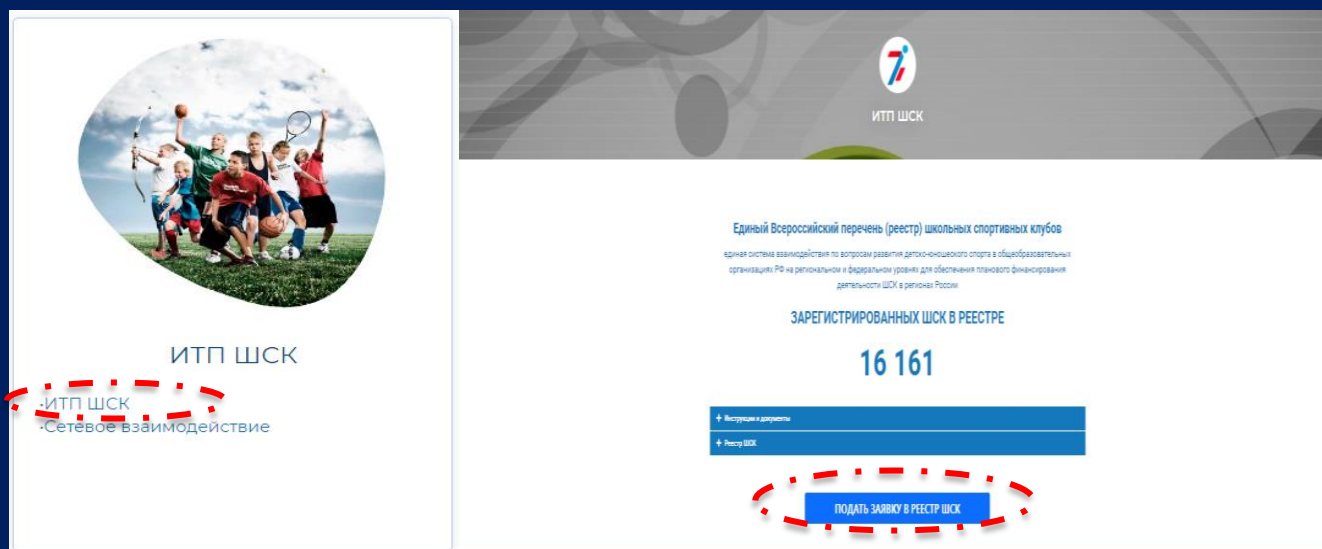 ИТП ШСК
·ИТП ШСК
·Сетевое взаимодействие
ИТП ШСК
Единый Всероссийский перечень (реестр) школьных спортивных клубов
единая система взаимодействия по вопросам развития детско-юношеского спорта в общеобразовательных
организациях РФ на региональном и федеральном уровнях для обеспечения планового финансирования
деятельности ШСК в регионах России
ЗАРЕГИСТРИРОВАННЫХ ШСК В РЕЕСТРЕ
16 161
+ Инструкции и документы
+ Реестр ШСК
ПОДАТЬ ЗАЯВКУ В РЕЕСТР ШСК